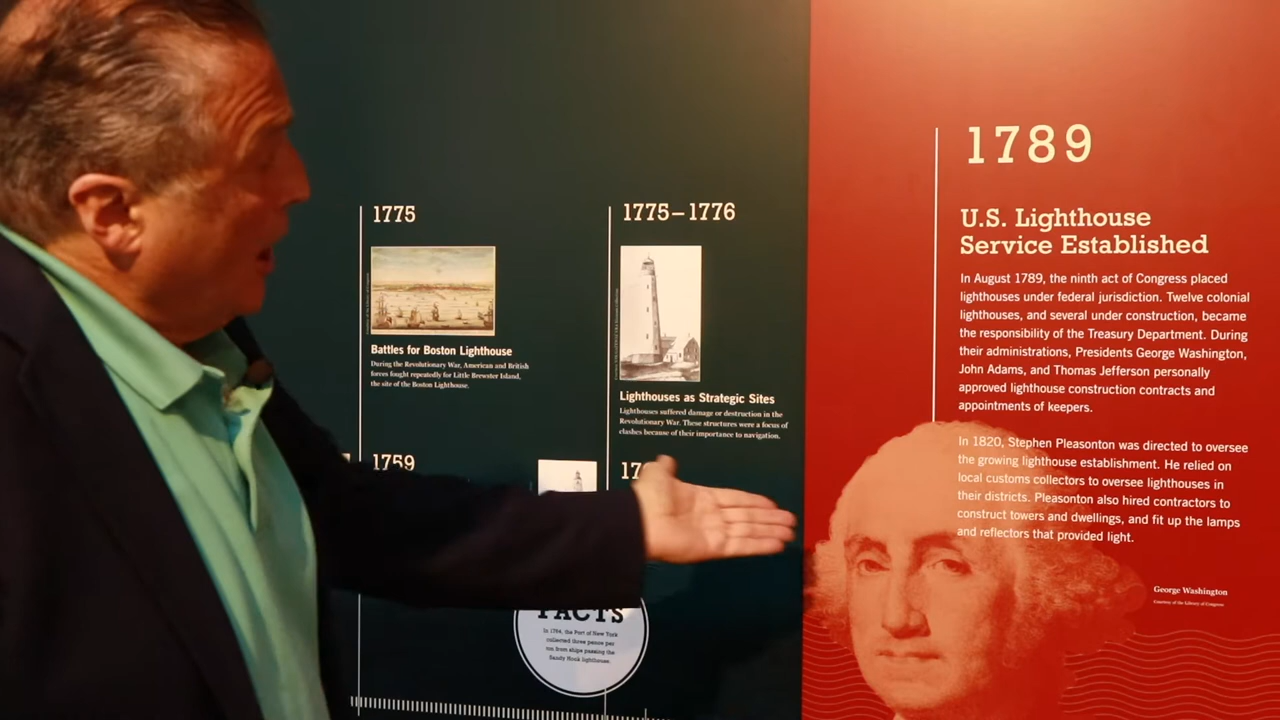 1775
Battles for Boston Lighthouse
During the Revolutionary War, American and British
forces fought repeatedly for Little Brewster Island,
the site of the Boston Lighthouse.
1775–1776
Lighthouses as Strategic Sites
Lighthouses suffered damage or destruction in the
Revolutionary War. These structures were a focus of
clashes because of their importance to navigation.
1759
FACTS
In 1764, the Port of New York
collected three pence per
ton from ships passing the
Sandy Hook lighthouse.
1789
U.S. Lighthouse
Service Established
In August 1789, the ninth act of Congress placed
lighthouses under federal jurisdiction. Twelve colonial
lighthouses, and several under construction, became
the responsibility of the Treasury Department. During
their administrations, Presidents George Washington,
John Adams, and Thomas Jefferson personally
approved lighthouse construction contracts and
appointments of keepers.
In 1820, Stephen Pleasonton was directed to oversee
the growing lighthouse establishment. He relied on
local customs collectors to oversee lighthouses in
their districts. Pleasonton also hired contractors to
construct towers and dwellings, and fit up the lamps
and reflectors that provided light.
George Washington
Courtesy of the Library of Congress